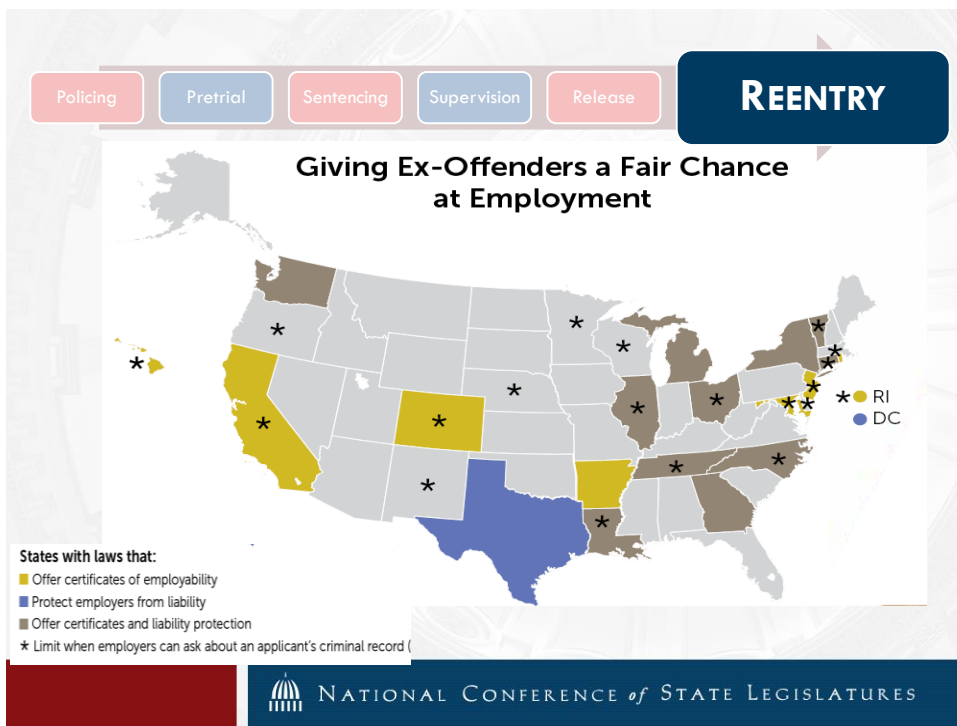 Policing
Pretrial
Sentencing
Supervision
Release
REENTRY
Giving Ex-Offenders a Fair Chance
at Employment
* RI
DC
States with laws that:
Offer certificates of employability
Protect employers from liability
Offer certificates and liability protection
* Limit when employers can ask about an applicant's criminal record (
NATIONAL CONFERENCE of STATE LEGISLATURES